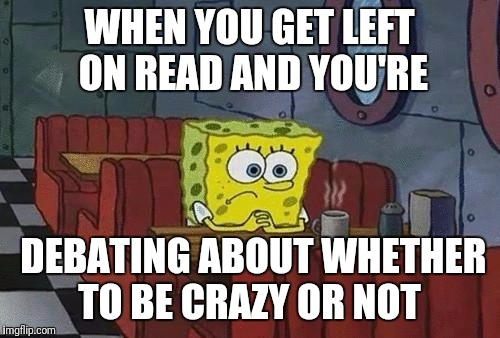 WHEN YOU GET LEFT
ON READ AND YOU'RE
DEBATING ABOUT WHETHER
TO BE CRAZY OR NOT
imgflip.com